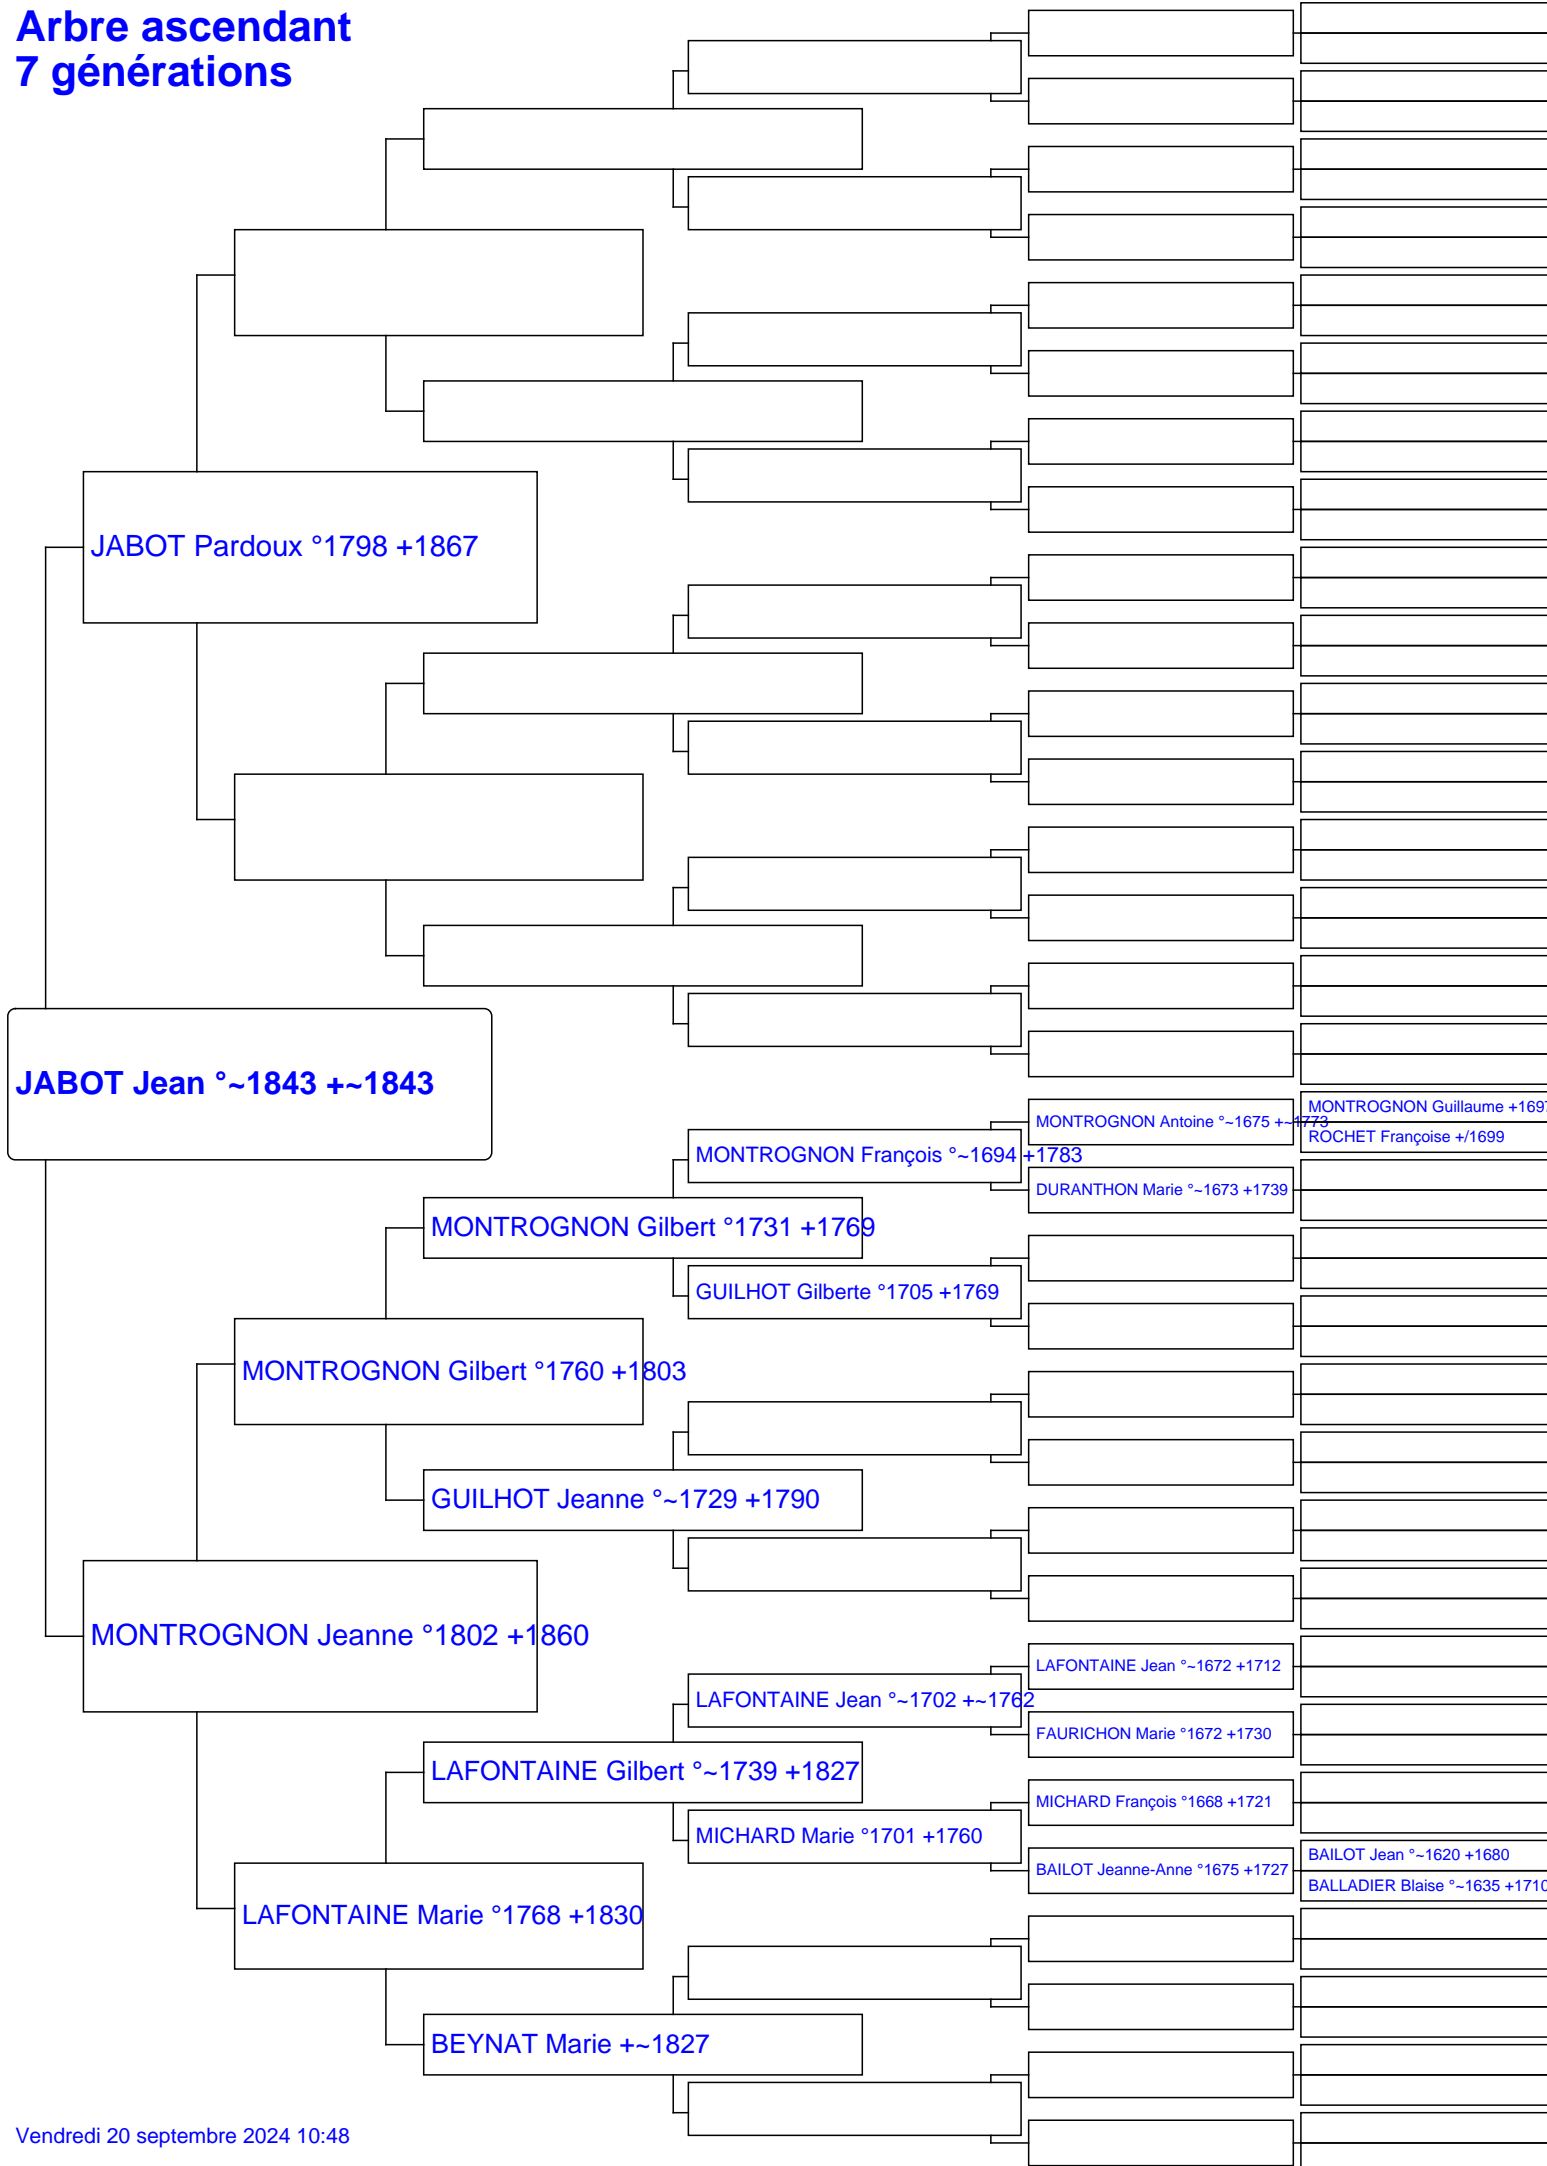 Arbre ascendant
7 générations
JABOT Pardoux °1798 +1867
JABOT Jean °~1843 +~1843
MONTROGNON Guillaume +1697
MONTROGNON Antoine °~1675 +~1773
ROCHET Françoise +/1699
MONTROGNON François °~1694 +1783
DURANTHON Marie °~1673 +1739
MONTROGNON Gilbert °1731 +1769
GUILHOT Gilberte °1705 +1769
MONTROGNON Gilbert °1760 +1803
GUILHOT Jeanne °~1729 +1790
MONTROGNON Jeanne °1802 +1860
LAFONTAINE Jean °~1672 +1712
LAFONTAINE Jean °~1702 +~1762
FAURICHON Marie °1672 +1730
LAFONTAINE Gilbert °~1739 +1827
MICHARD François °1668 +1721
MICHARD Marie °1701 +1760
BAILOT Jean °~1620 +1680
BAILOT Jeanne-Anne °1675 +1727
BALLADIER Blaise °~1635 +1710
LAFONTAINE Marie °1768 +1830
BEYNAT Marie +~1827
Vendredi 20 septembre 2024 10:48